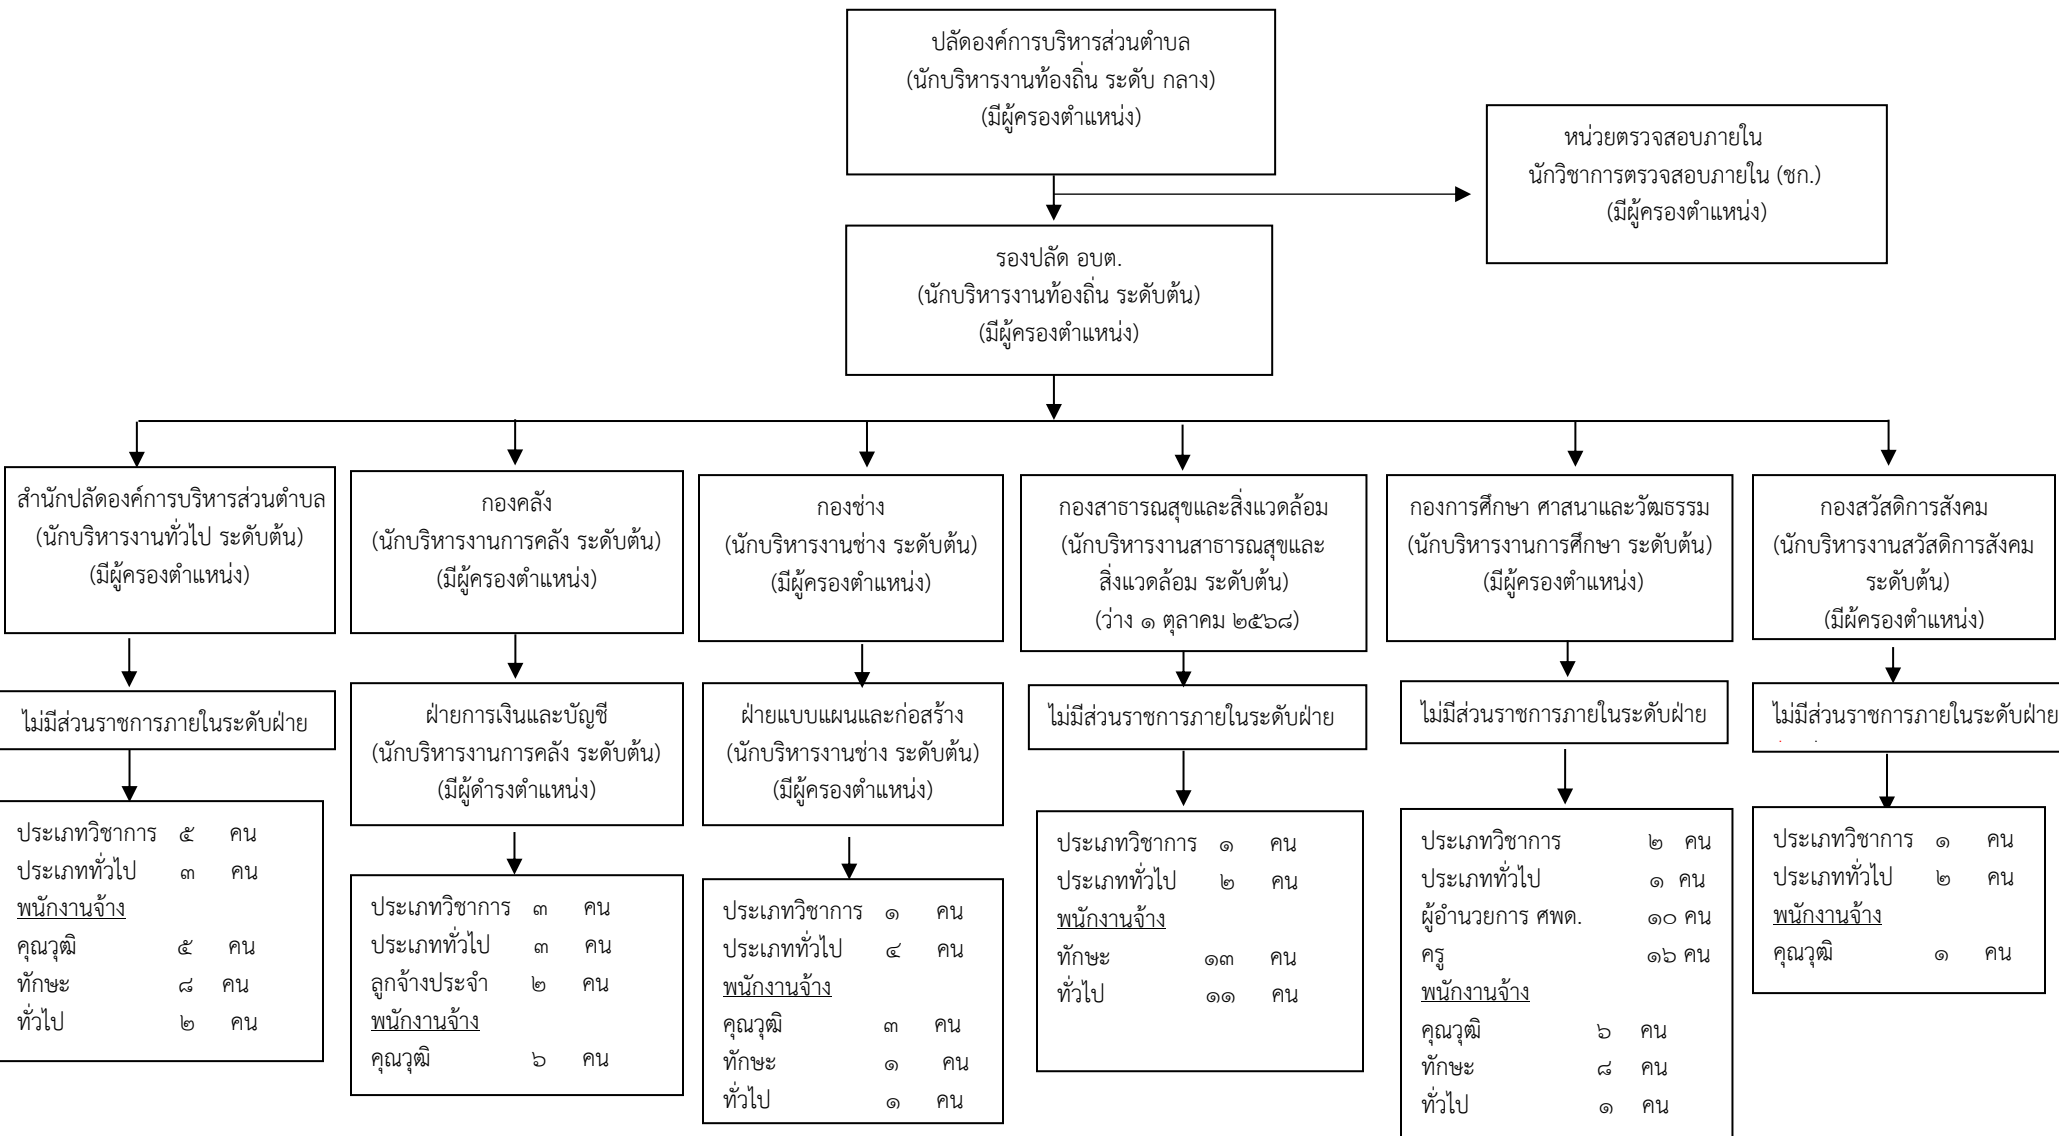 ปลัดองค์การบริหารส่วนตำบล
(นักบริหารงานท้องถิ่น ระดับ กลาง)
(มีผู้ครองตำแหน่ง)
หน่วยตรวจสอบภายใน
นักวิชาการตรวจสอบภายใน (ชก.)
(มีผู้ครองตำแหน่ง)
รองปลัด อบต.
(นักบริหารงานท้องถิ่น ระดับต้น)
(มีผู้ครองตำแหน่ง)
สำนักปลัดองค์การบริหารส่วนตำบล
(นักบริหารงานทั่วไป ระดับต้น)
(มีผู้ครองตำแหน่ง)
ไม่มีส่วนราชการภายในระดับฝ่าย
ประเภทวิชาการ ๕ คน
ประเภททั่วไป ๓ คน
พนักงานจ้าง
คุณวุฒิ ๕ คน
ทักษะ ๘ คน
ทั่วไป ๒ คน
กองคลัง
(นักบริหารงานการคลัง ระดับต้น)
(มีผู้ครองตำแหน่ง)
ฝ่ายการเงินและบัญชี
(นักบริหารงานการคลัง ระดับต้น)
(มีผู้ดำรงตำแหน่ง)
ประเภทวิชาการ ๓ คน
ประเภททั่วไป ๓ คน
ลูกจ้างประจำ ๒ คน
พนักงานจ้าง
คุณวุฒิ ๖ คน
กองช่าง
(นักบริหารงานช่าง ระดับต้น)
(มีผู้ครองตำแหน่ง)
ฝ่ายแบบแผนและก่อสร้าง
(นักบริหารงานช่าง ระดับต้น)
(มีผู้ครองตำแหน่ง)
ประเภทวิชาการ ๑ คน
ประเภททั่วไป ๔ คน
พนักงานจ้าง
คุณวุฒิ ๓ คน
ทักษะ ๑ คน
ทั่วไป ๑ คน
กองสาธารณสุขและสิ่งแวดล้อม
(นักบริหารงานสาธารณสุขและ
สิ่งแวดล้อม ระดับต้น)
(ว่าง ๑ ตุลาคม ๒๕๖๘)
ไม่มีส่วนราชการภายในระดับฝ่าย
ประเภทวิชาการ ๑ คน
ประเภททั่วไป ๒ คน
พนักงานจ้าง
ทักษะ ๑๓ คน
ทั่วไป ๑๑ คน
กองการศึกษา ศาสนาและวัฒธรรม
(นักบริหารงานการศึกษา ระดับต้น)
(มีผู้ครองตำแหน่ง)
ไม่มีส่วนราชการภายในระดับฝ่าย
ประเภทวิชาการ ๒ คน
ประเภททั่วไป ๑ คน
ผู้อำนวยการ ศพด. ๑๐ คน
ครู ๑๖ คน
พนักงานจ้าง
คุณวุฒิ ๖ คน
ทักษะ ๘ คน
ทั่วไป ๑ คน
กองสวัสดิการสังคม
(นักบริหารงานสวัสดิการสังคม
ระดับต้น)
(มีผู้ครองตำแหน่ง)
ไม่มีส่วนราชการภายในระดับฝ่าย
ประเภทวิชาการ ๑ คน
ประเภททั่วไป ๒ คน
พนักงานจ้าง
คุณวุฒิ ๑ คน